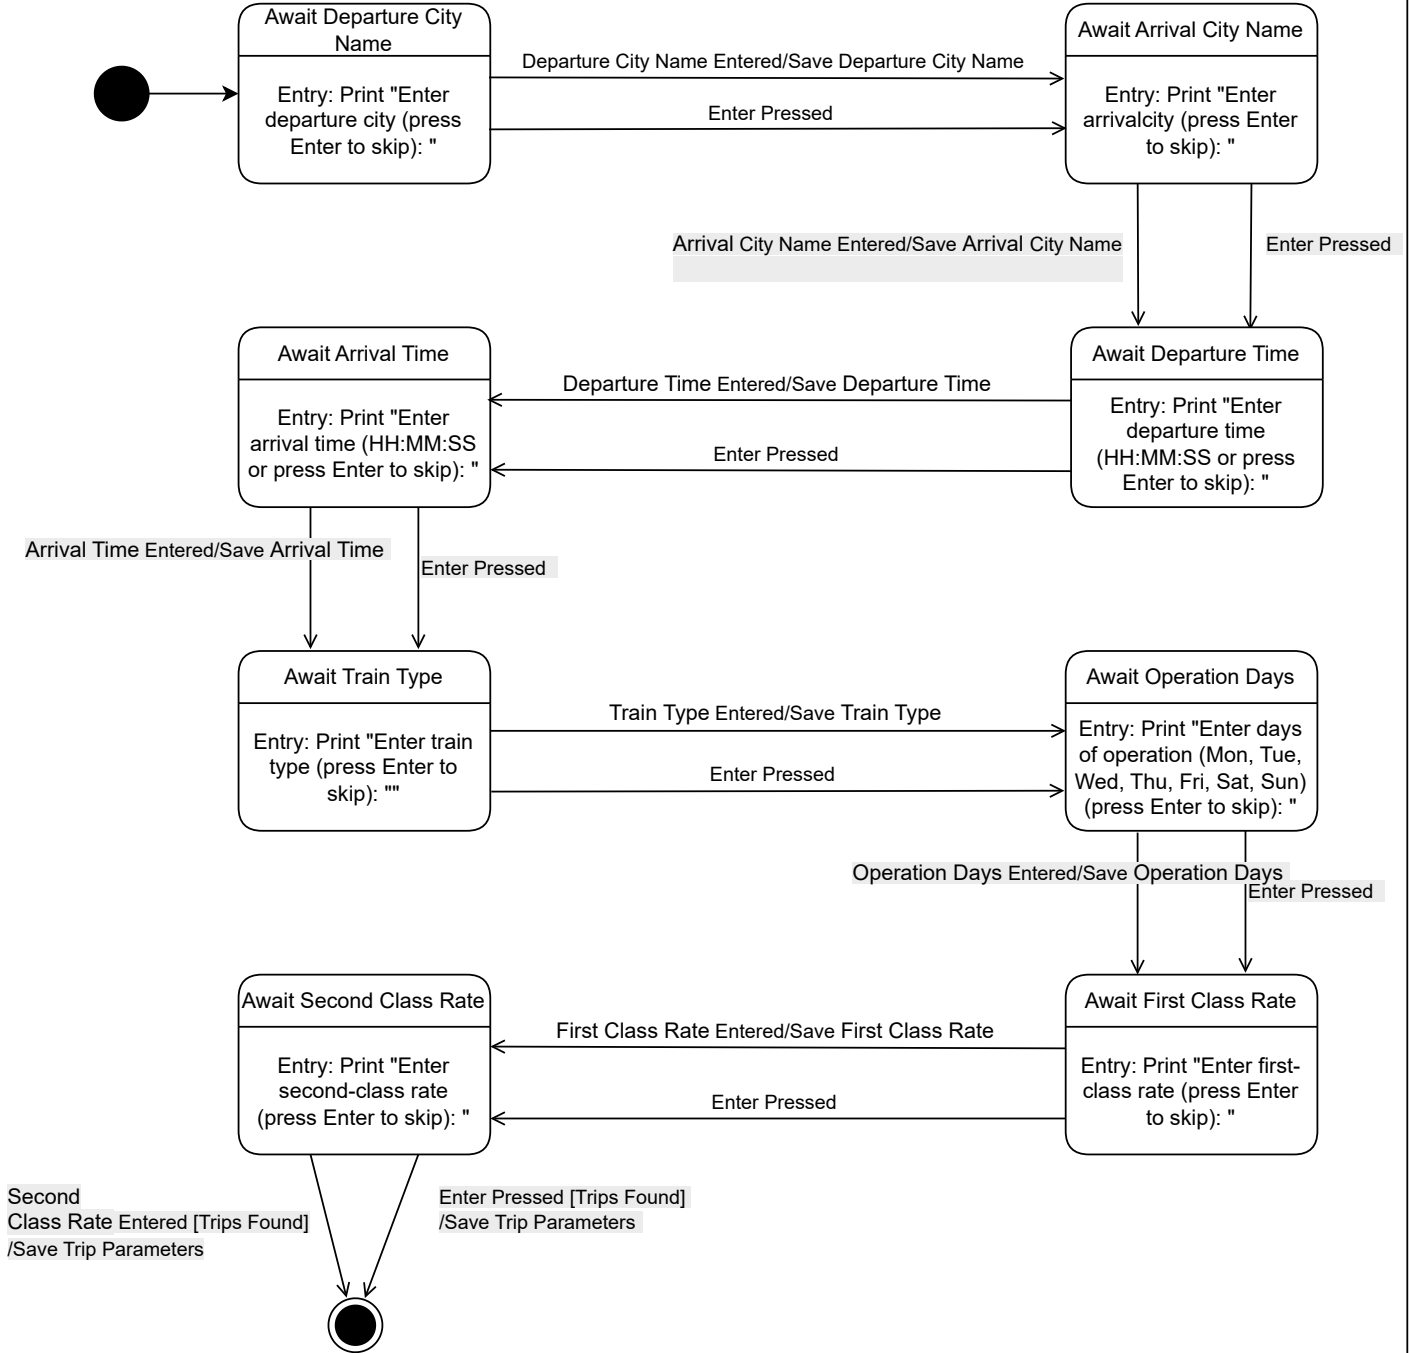 Await Departure City
Name
Entry: Print "Enter
departure city (press
Enter to skip): "
Departure City Name Entered/Save Departure City Name
Enter Pressed
Await Arrival City Name
Entry: Print "Enter
arrivalcity (press Enter
to skip): "
Arrival City Name Entered/Save Arrival City Name
Enter Pressed
Await Arrival Time
Entry: Print "Enter
arrival time (HH:MM:SS
or press Enter to skip): "
Departure Time Entered/Save Departure Time
Enter Pressed
Await Departure Time
Entry: Print "Enter
departure time
(HH:MM:SS or press
Enter to skip): "
Arrival Time Entered/Save Arrival Time
Enter Pressed
Await Train Type
Entry: Print "Enter train
type (press Enter to
skip): ""
Train Type Entered/Save Train Type
Enter Pressed
Await Operation Days
Entry: Print "Enter days
of operation (Mon, Tue,
Wed, Thu, Fri, Sat, Sun)
(press Enter to skip): "
Operation Days Entered/Save Operation Days
Enter Pressed
Await Second Class Rate
Entry: Print "Enter
second-class rate
(press Enter to skip): "
First Class Rate Entered/Save First Class Rate
Enter Pressed
Await First Class Rate
Entry: Print "Enter first-
class rate (press Enter
to skip): "
Second
Class Rate Entered [Trips Found]
/Save Trip Parameters
Enter Pressed [Trips Found]
/Save Trip Parameters